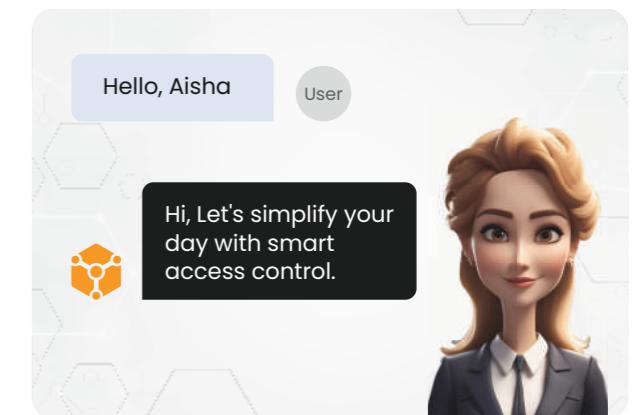 Hello, Aisha
User
Hi, Let's simplify your
day with smart
access control.